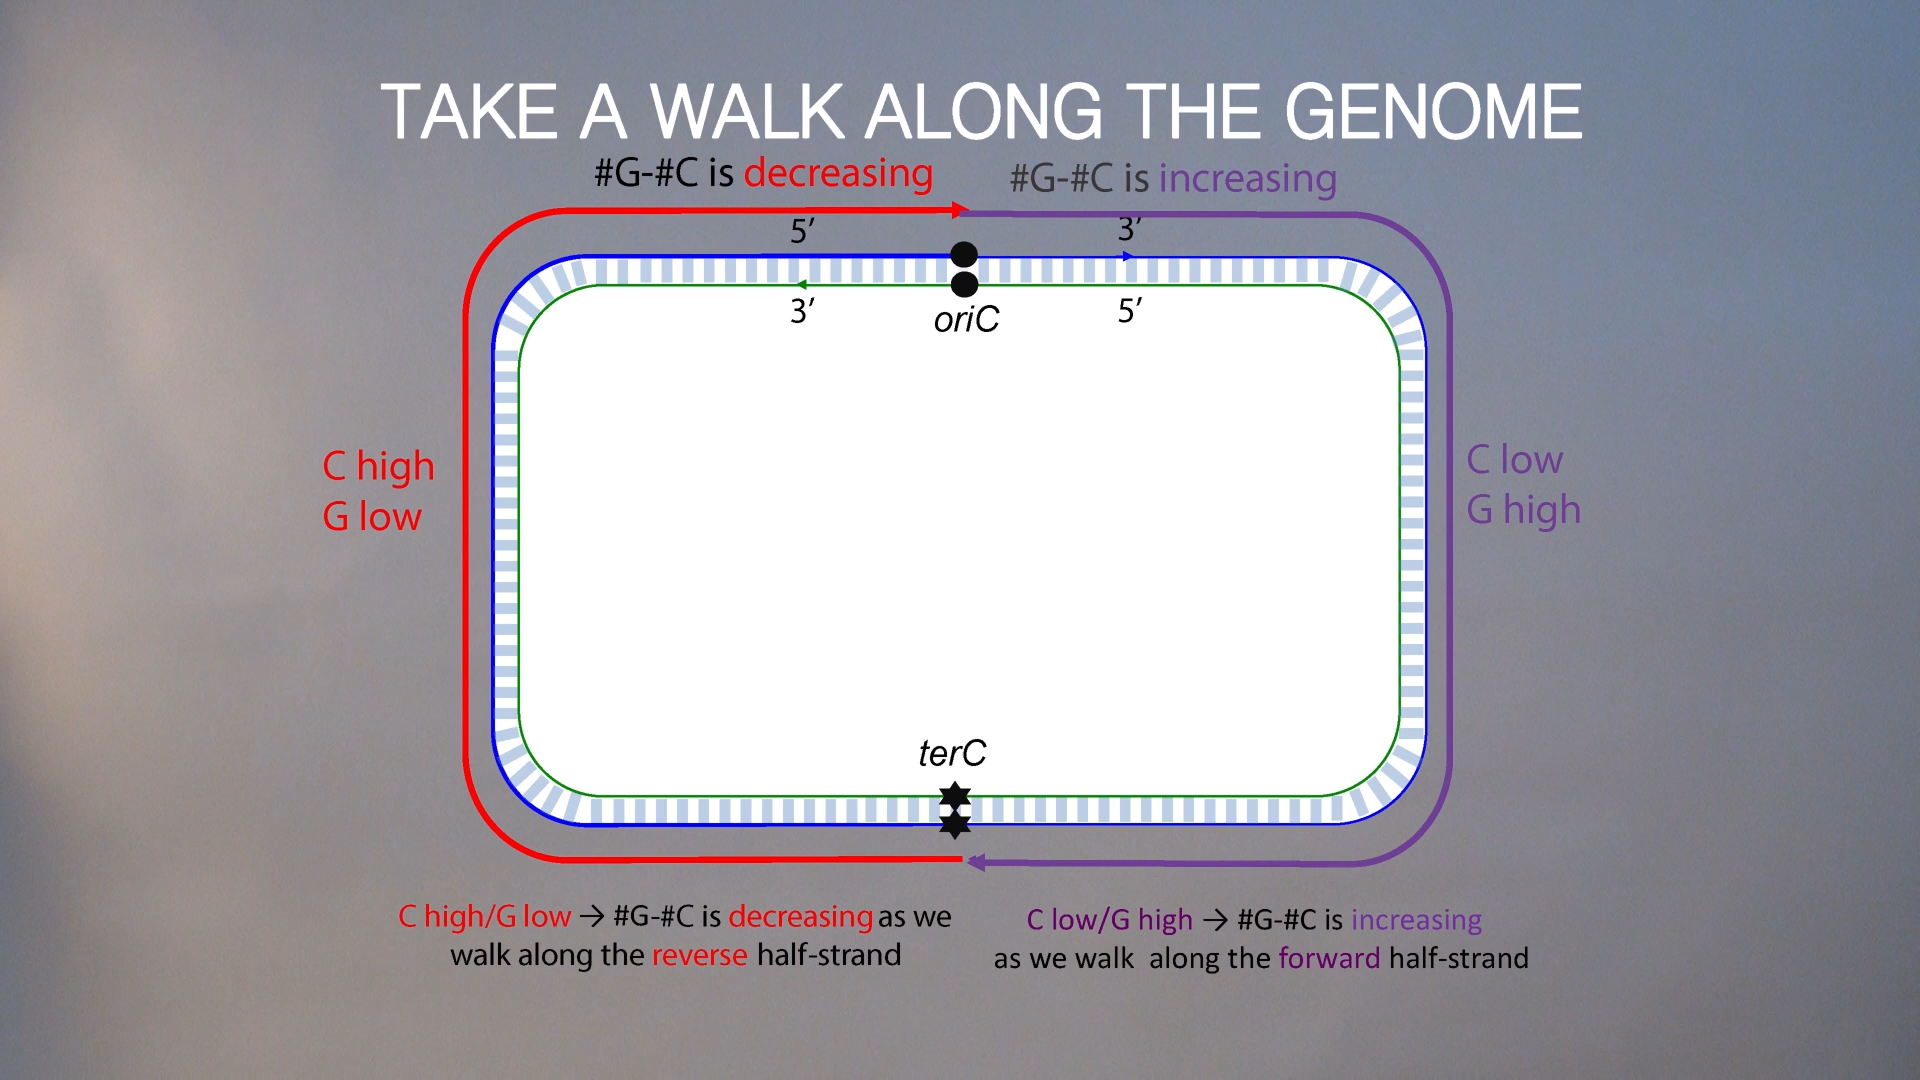 TAKE A WALK ALONG THE GENOME
#G-#C is decreasing
#G-#C is increasing
5’
3’
3’
oriC
5’
C high
G low
C low
G high
terC
C high/G low → #G-#C is decreasing as we
walk along the reverse half-strand
C low/G high → #G-#C is increasing
as we walk along the forward half-strand